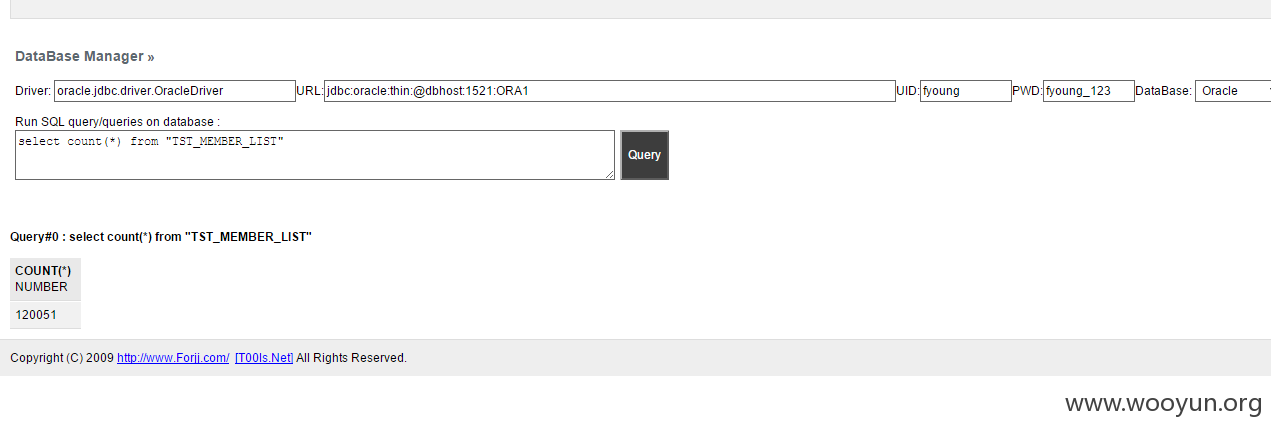 DataBase Manager »
Driver: oracle.jdbc.driver.OracleDriver URL: jdbc:oracle:thin:@dbhost:1521:ORA1 UID: fyoung PWD: fyoung_123 DataBase: Oracle
Run SQL query/queries on database :
select count(*) from "TST_MEMBER_LIST"
Query
Query#0 : select count(*) from "TST_MEMBER_LIST"
COUNT(*)
NUMBER
120051
Copyright (C) 2009 http://www.Forjj.com/ [T00ls.Net] All Rights Reserved.
www.wooyun.org